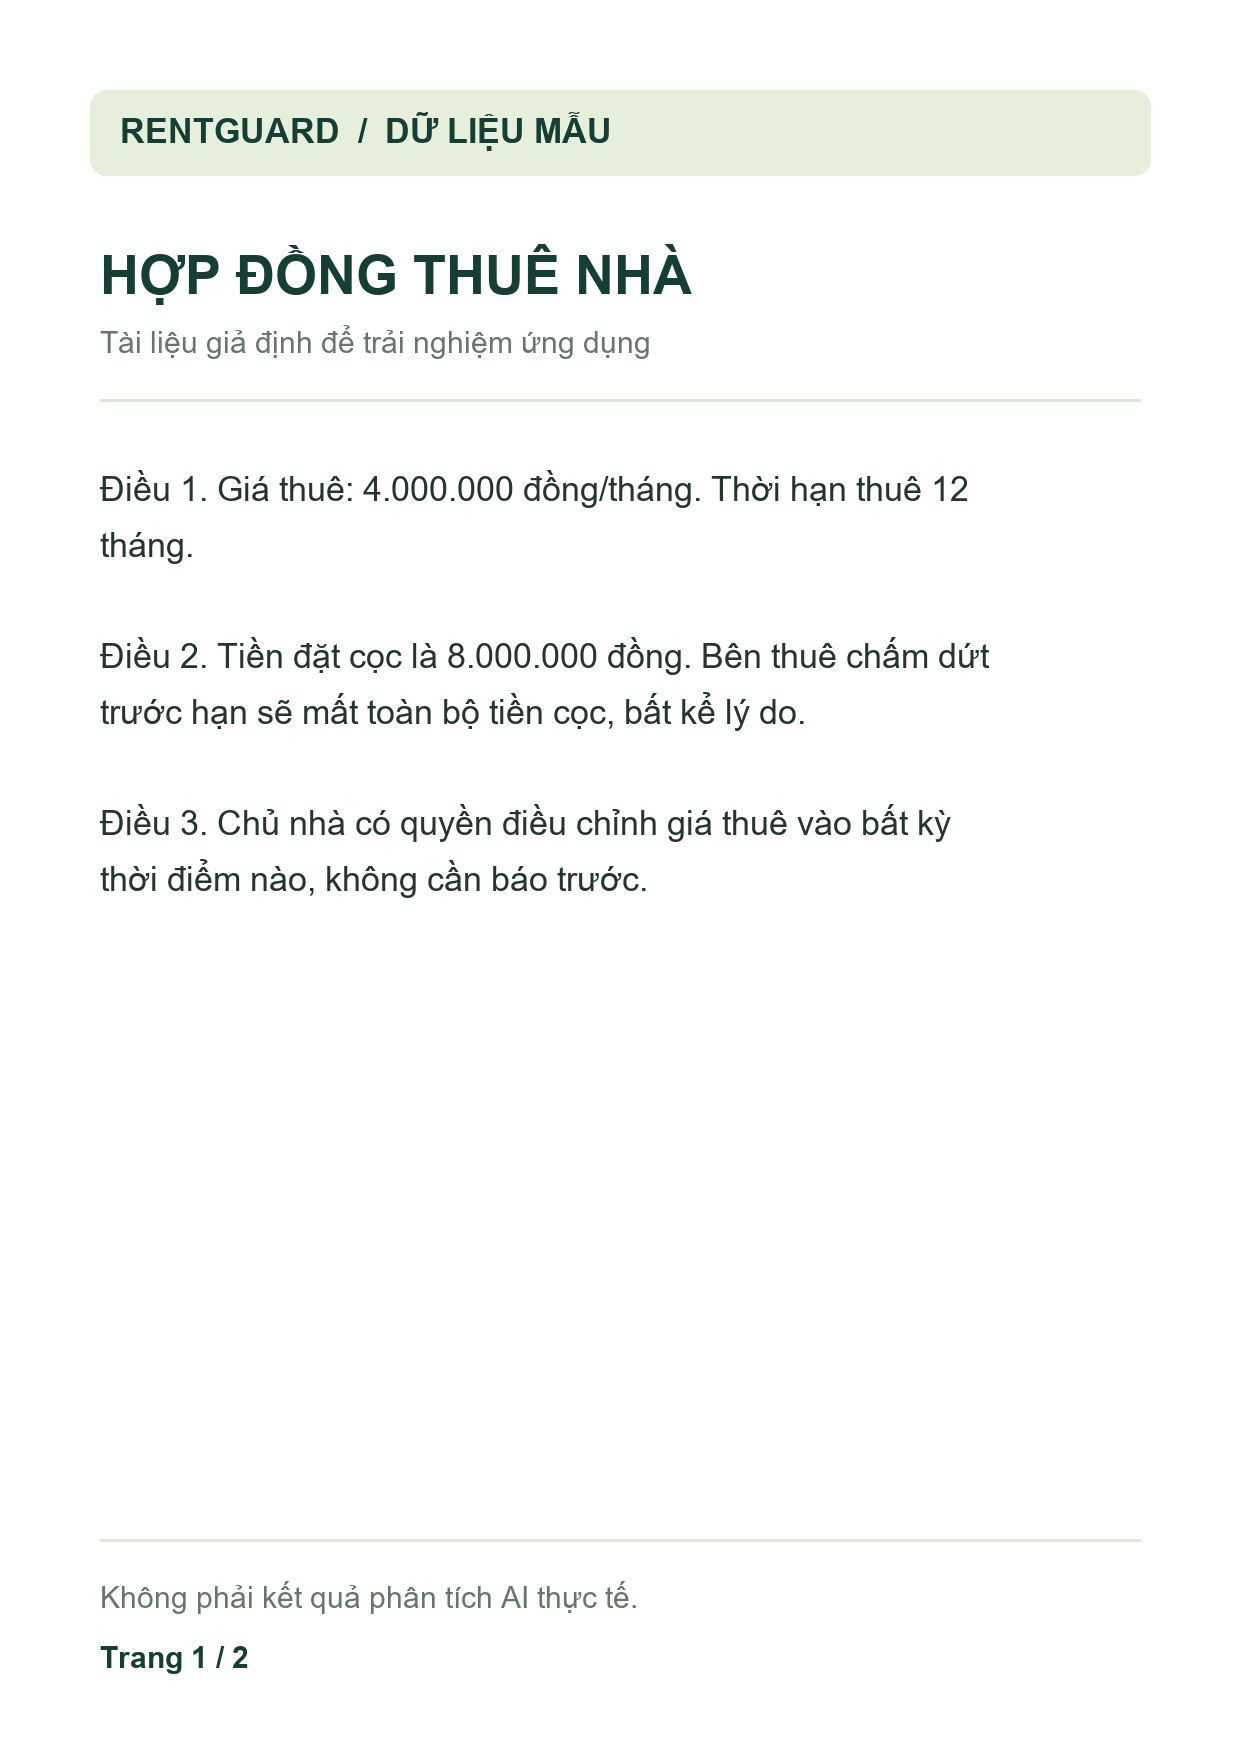 RENTGUARD / DỮ LIỆU MẪU
HỢP ĐỒNG THUÊ NHÀ
Tài liệu giả định để trải nghiệm ứng dụng
Điều 1. Giá thuê: 4.000.000 đồng/tháng. Thời hạn thuê 12
tháng.
Điều 2. Tiền đặt cọc là 8.000.000 đồng. Bên thuê chấm dứt
trước hạn sẽ mất toàn bộ tiền cọc, bất kể lý do.
Điều 3. Chủ nhà có quyền điều chỉnh giá thuê vào bất kỳ
thời điểm nào, không cần báo trước.
Không phải kết quả phân tích AI thực tế.
Trang 1 / 2